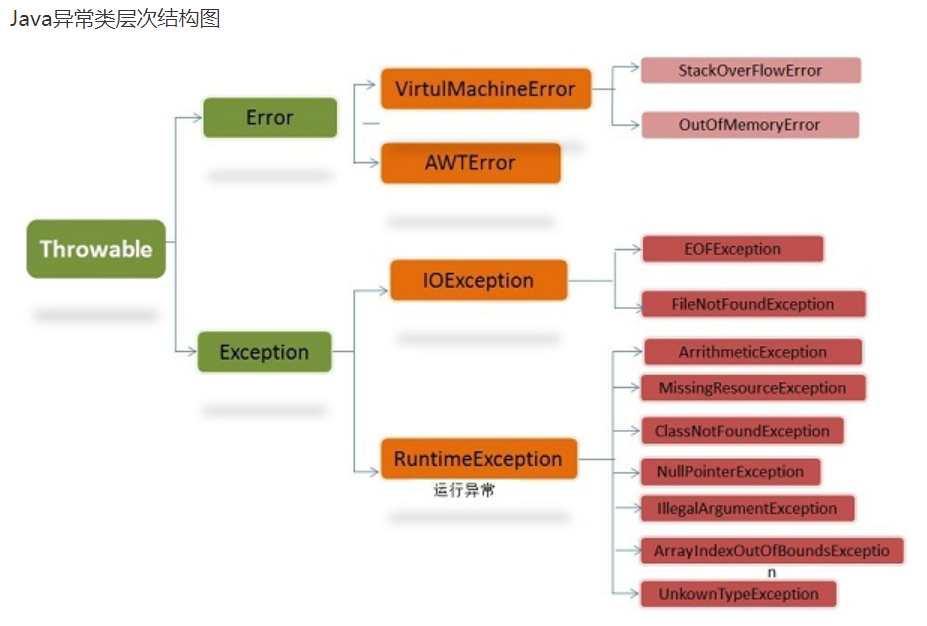 Java异常类层次结构图
VirtulMachineError
StackOverFlowError
Error
OutOfMemoryError
AWTError
Throwable
IOException
EOFException
FileNotFoundException
Exception
ArrithmeticException
MissingResourceException
ClassNotFoundException
RuntimeException
运行异常
NullPointerException
IllegalArgumentException
ArrayIndexOutOfBoundsExceptio
n
UnkownTypeException